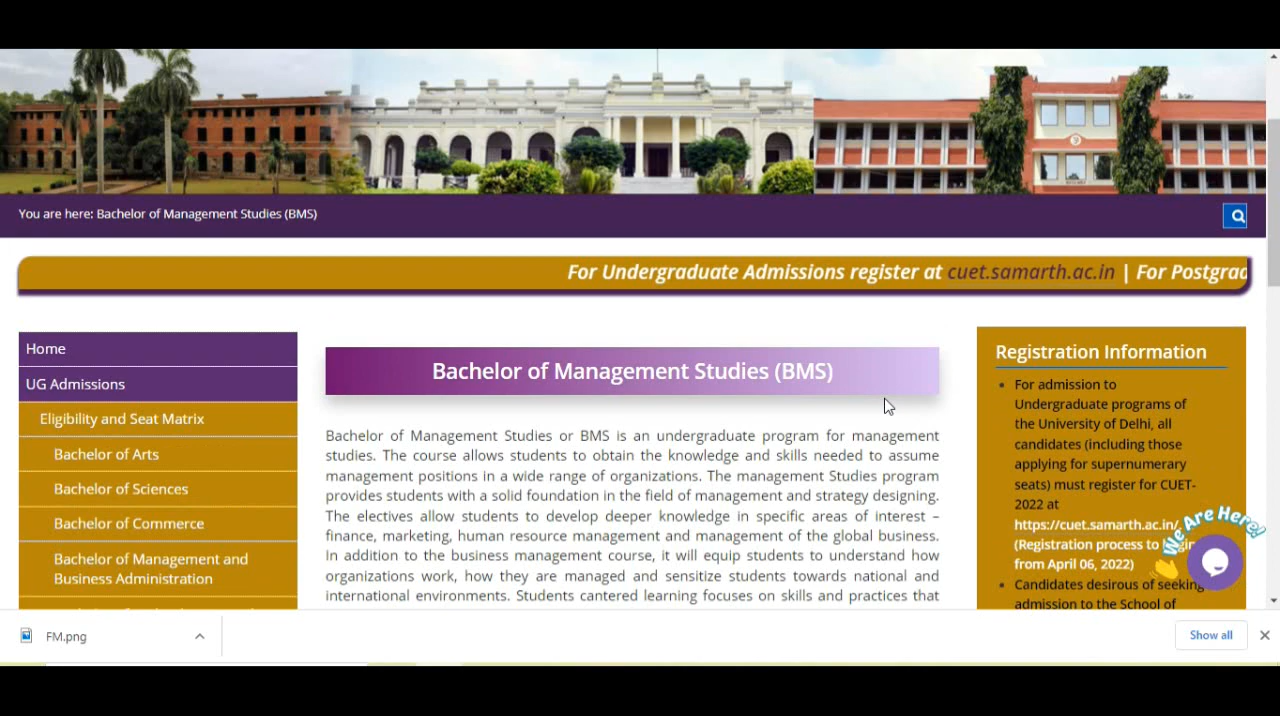 You are here: Bachelor of Management Studies (BMS)
For Undergraduate Admissions register at cuet.samarth.ac.in | For Postgrad
Home
UG Admissions
Eligibility and Seat Matrix
Bachelor of Arts
Bachelor of Sciences
Bachelor of Commerce
Bachelor of Management and
Business Administration
Bachelor of Management Studies (BMS)
Bachelor of Management Studies or BMS is an undergraduate program for management
studies. The course allows students to obtain the knowledge and skills needed to assume
management positions in a wide range of organizations. The management Studies program
provides students with a solid foundation in the field of management and strategy designing.
The electives allow students to develop deeper knowledge in specific areas of interest –
finance, marketing, human resource management and management of the global business.
In addition to the business management course, it will equip students to understand how
organizations work, how they are managed and sensitize students towards national and
international environments. Students cantered learning focuses on skills and practices that
Registration Information
• For admission to
Undergraduate programs of
the University of Delhi, all
candidates (including those
applying for supernumerary
seats) must register for CUET-
2022 at
https://cuet.samarth.ac.in/
(Registration process to
from April 06, 2022)
• Candidates desirous of seeking
admission to the School of
We Are Here!
FM.png
Show all